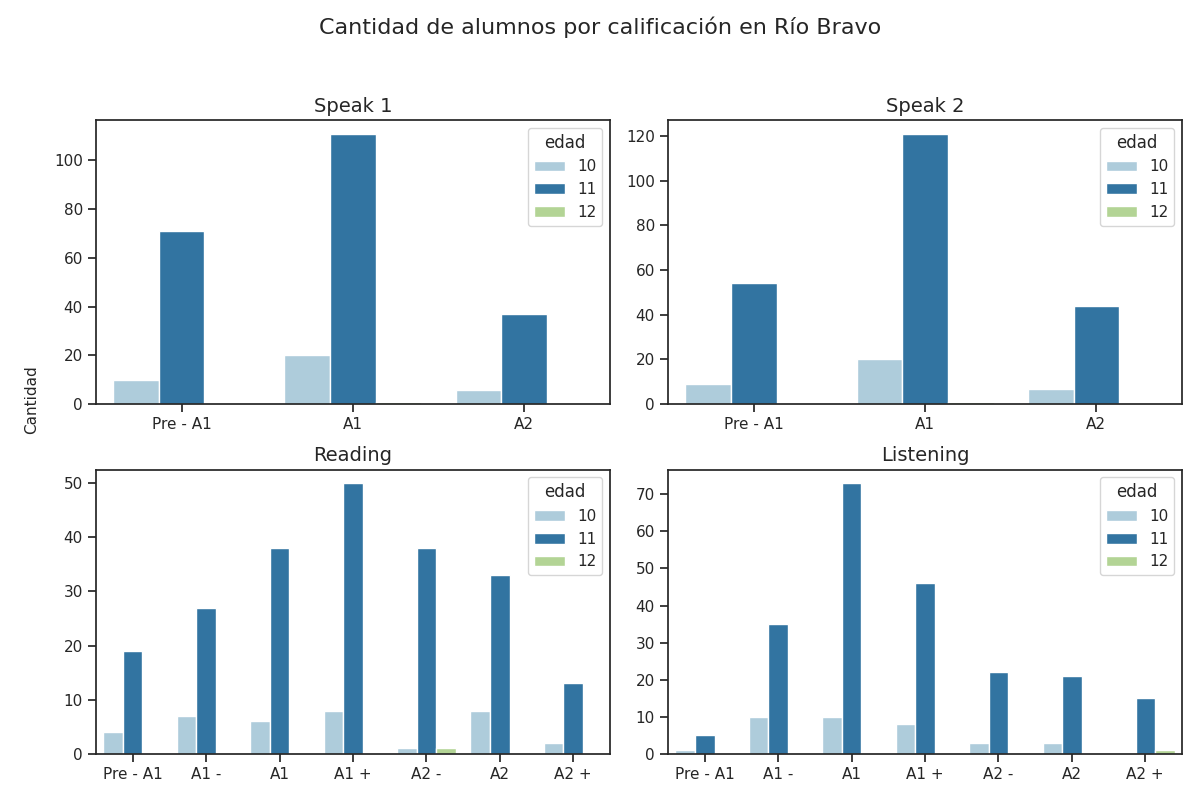 Cantidad de alumnos por calificación en Río Bravo
Speak 1
100
80
60
40
20
0
Pre - A1 A1 A2
edad
10
11
12
Speak 2
120
100
80
60
40
20
0
Pre - A1 A1 A2
edad
10
11
12
Cantidad
Reading
50
40
30
20
10
0
Pre - A1 A1 - A1 A1 + A2 - A2 A2 +
edad
10
11
12
Listening
70
60
50
40
30
20
10
0
Pre - A1 A1 - A1 A1 + A2 - A2 A2 +
edad
10
11
12